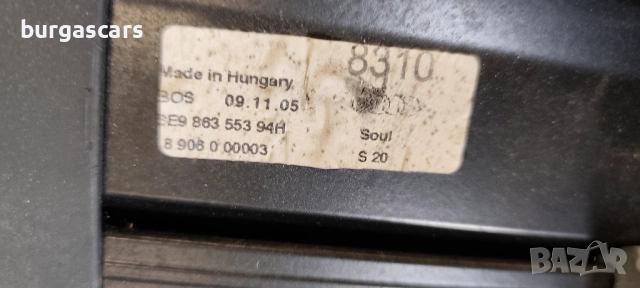 burgascars
8310
Made in Hungary
BOS 09.11.05
8E9 863 553 94H Soul
8 906 0 00003 S 20
BAZAR